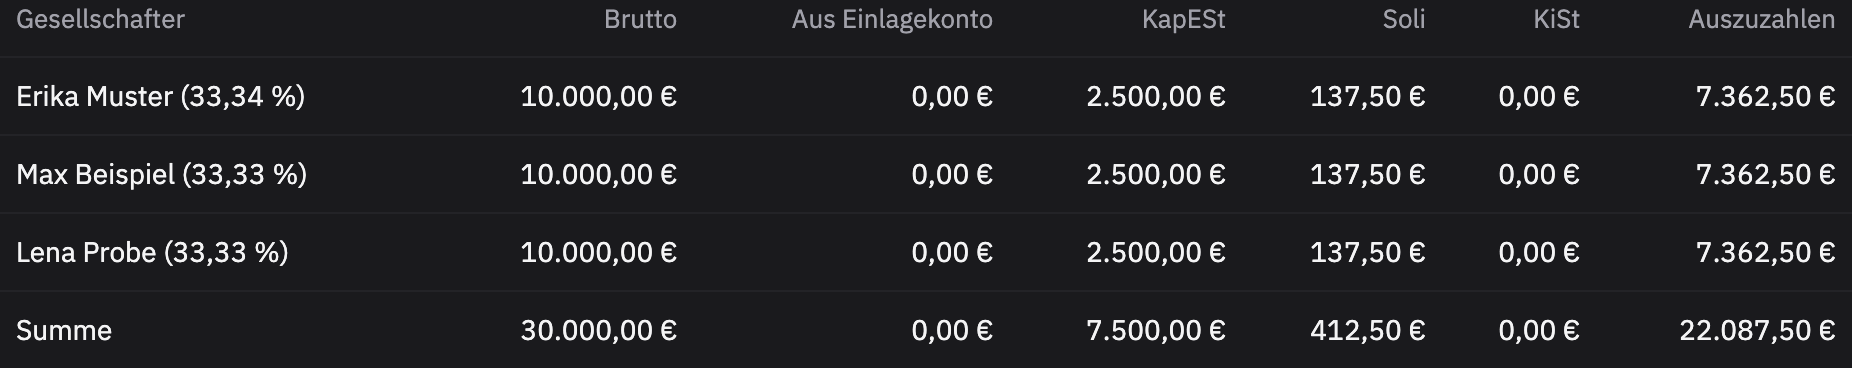 Gesellschafter Brutto Aus Einlagekonto KapESt Soli KiSt Auszuzahlen
Erika Muster (33,34 %) 10.000,00 € 0,00 € 2.500,00 € 137,50 € 0,00 € 7.362,50 €
Max Beispiel (33,33 %) 10.000,00 € 0,00 € 2.500,00 € 137,50 € 0,00 € 7.362,50 €
Lena Probe (33,33 %) 10.000,00 € 0,00 € 2.500,00 € 137,50 € 0,00 € 7.362,50 €
Summe 30.000,00 € 0,00 € 7.500,00 € 412,50 € 0,00 € 22.087,50 €